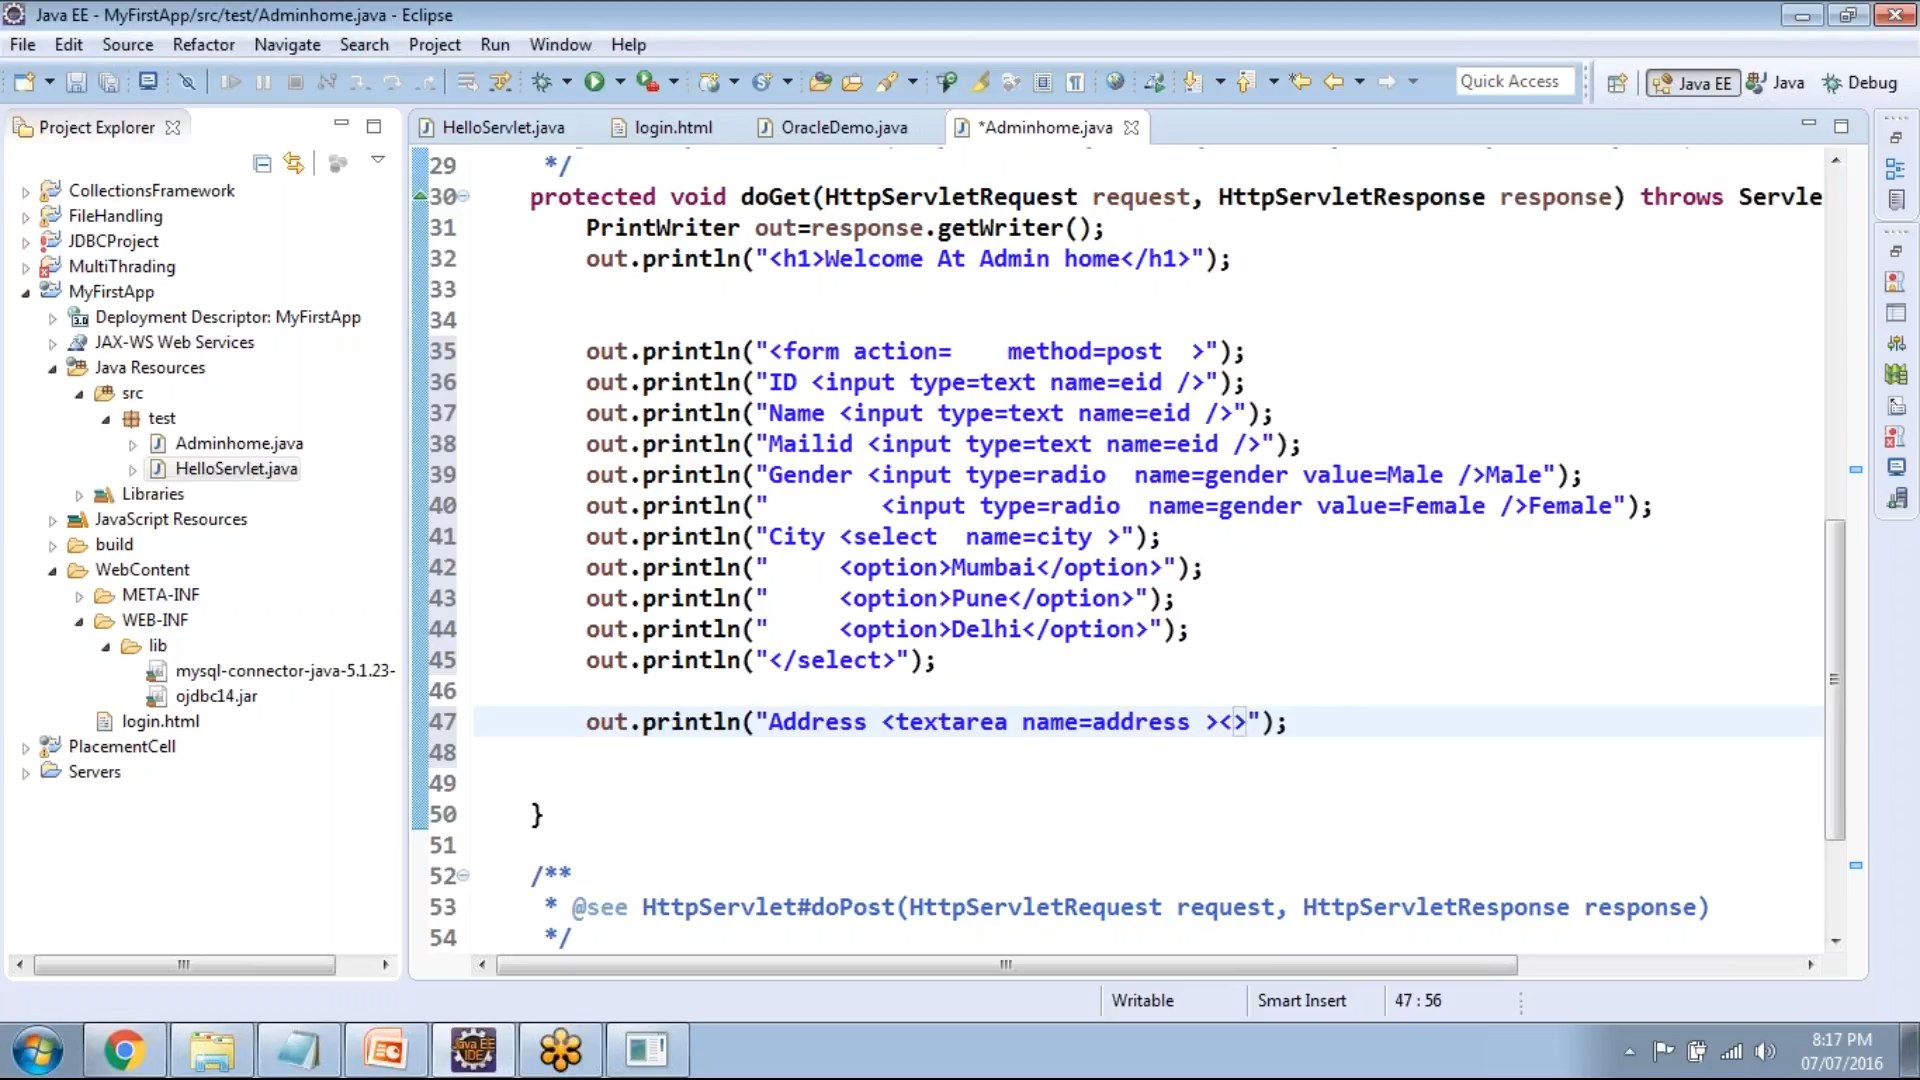 Java EE - MyFirstApp/src/test/Adminhome.java - Eclipse
File Edit Source Refactor Navigate Search Project Run Window Help
Quick Access Java EE Java Debug
Project Explorer
HelloServlet.java login.html OracleDemo.java *Adminhome.java
CollectionsFramework
FileHandling
JDBCProject
MultiThrading
MyFirstApp
Deployment Descriptor: MyFirstApp
JAX-WS Web Services
Java Resources
src
test
Adminhome.java
HelloServlet.java
Libraries
JavaScript Resources
build
WebContent
META-INF
WEB-INF
lib
mysql-connector-java-5.1.23-
ojdbc14.jar
login.html
PlacementCell
Servers
29 */
30 protected void doGet(HttpServletRequest request, HttpServletResponse response) throws Servle
31 PrintWriter out=response.getWriter();
32 out.println("<h1>Welcome At Admin home</h1>");
33
34
35 out.println("<form action=    method=post  >");
36 out.println("ID <input type=text name=eid />");
37 out.println("Name <input type=text name=eid />");
38 out.println("Mailid <input type=text name=eid />");
39 out.println("Gender <input type=radio  name=gender value=Male />Male");
40 out.println("        <input type=radio  name=gender value=Female />Female");
41 out.println("City <select  name=city >");
42 out.println("     <option>Mumbai</option>");
43 out.println("     <option>Pune</option>");
44 out.println("     <option>Delhi</option>");
45 out.println("</select>");
46
47 out.println("Address <textarea name=address ><>");
48
49
50 }
51
52 /**
53 * @see HttpServlet#doPost(HttpServletRequest request, HttpServletResponse response)
54 */
Writable Smart Insert 47 : 56
Java EE
IDE
8:17 PM
07/07/2016